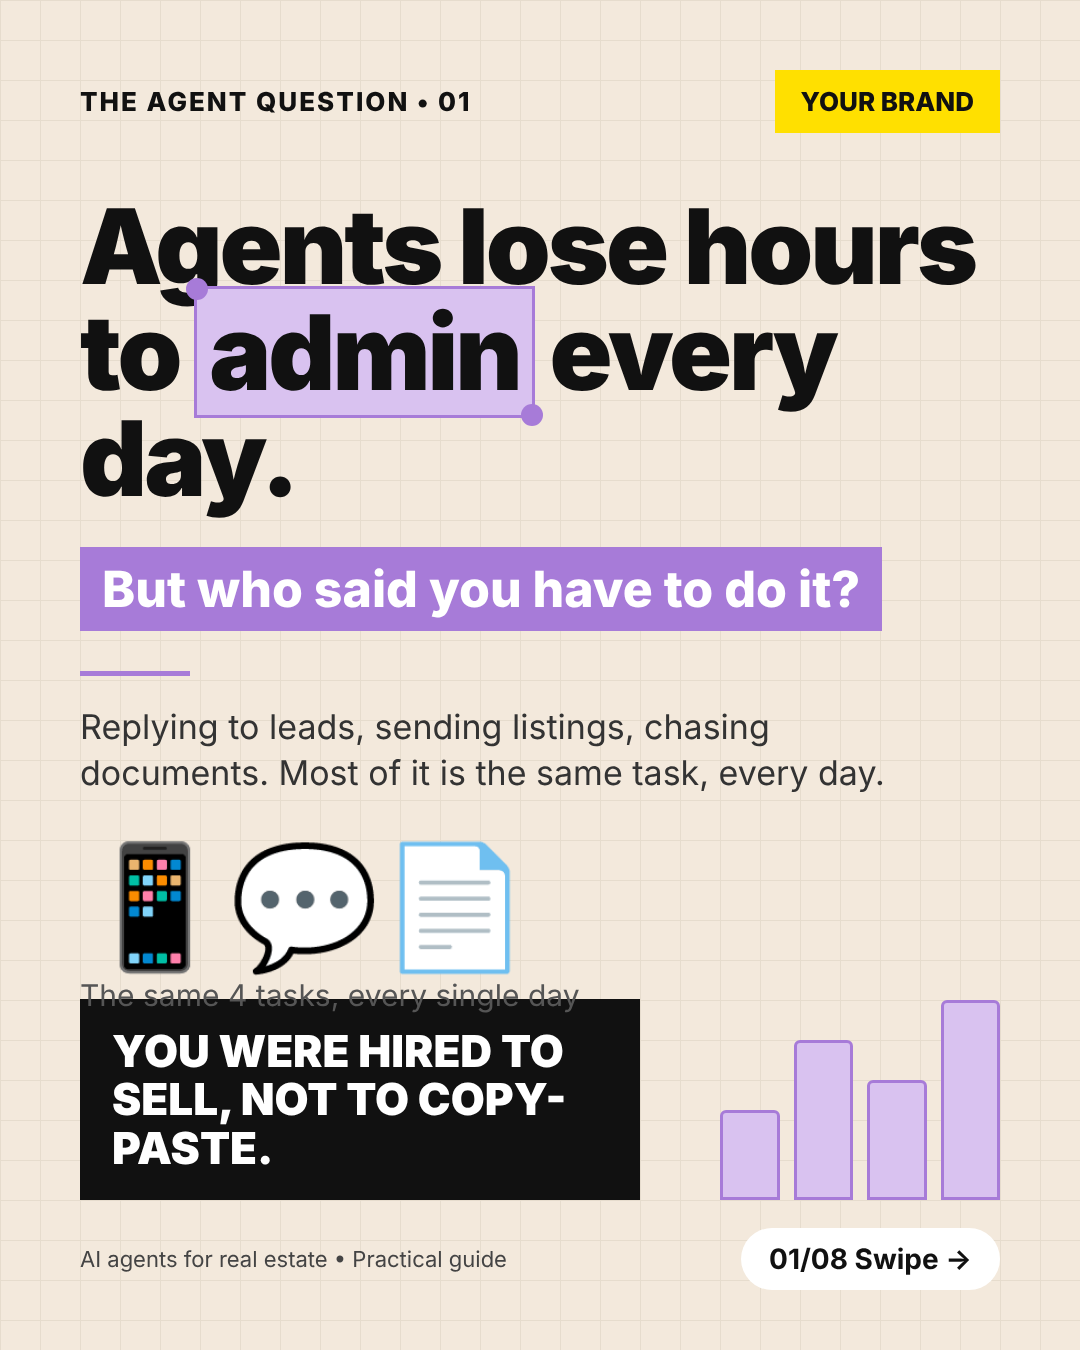 THE AGENT QUESTION • 01
YOUR BRAND
Agents lose hours
to admin every
day.
But who said you have to do it?
Replying to leads, sending listings, chasing
documents. Most of it is the same task, every day.
The same 4 tasks, every single day
YOU WERE HIRED TO
SELL, NOT TO COPY-
PASTE.
AI agents for real estate • Practical guide
01/08 Swipe →